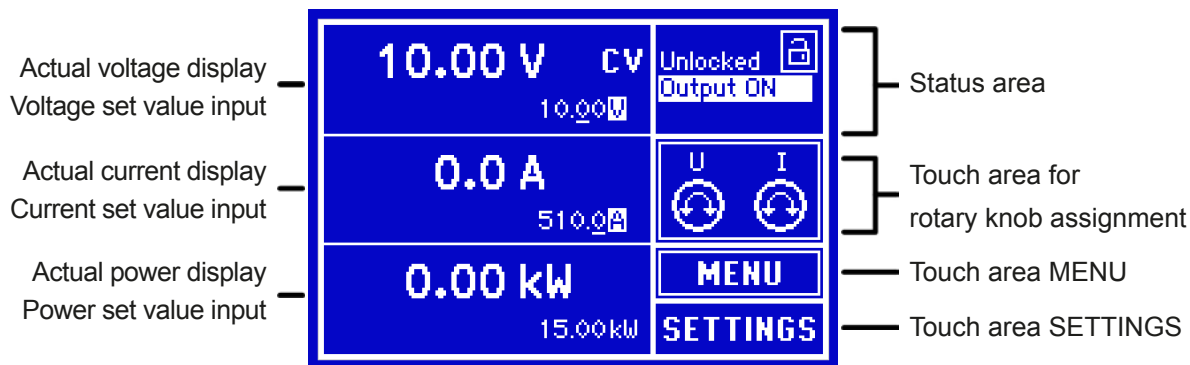 Actual voltage display
Voltage set value input
10.00 V CV
10.00V
Unlocked
Output ON
Status area
Actual current display
Current set value input
0.0 A
510.0A
U I
Touch area for
rotary knob assignment
Actual power display
Power set value input
0.00 kW
15.00kW
MENU
Touch area MENU
SETTINGS
Touch area SETTINGS